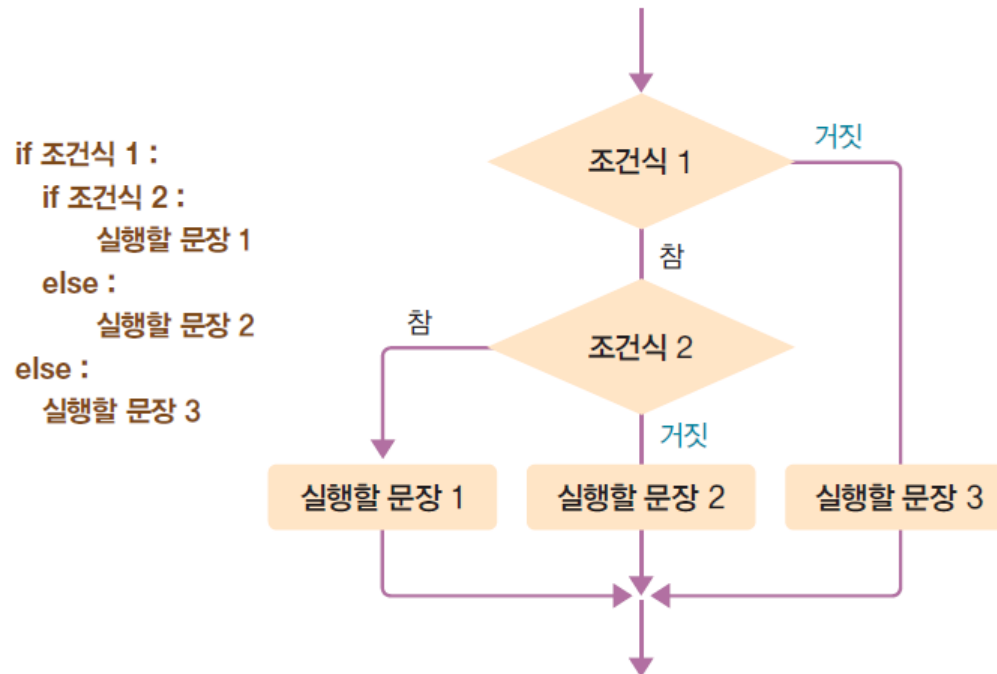 if 조건식 1 :
if 조건식 2 :
실행할 문장 1
else :
실행할 문장 2
else :
실행할 문장 3
조건식 1
거짓
참
조건식 2
참
거짓
실행할 문장 1
실행할 문장 2
실행할 문장 3